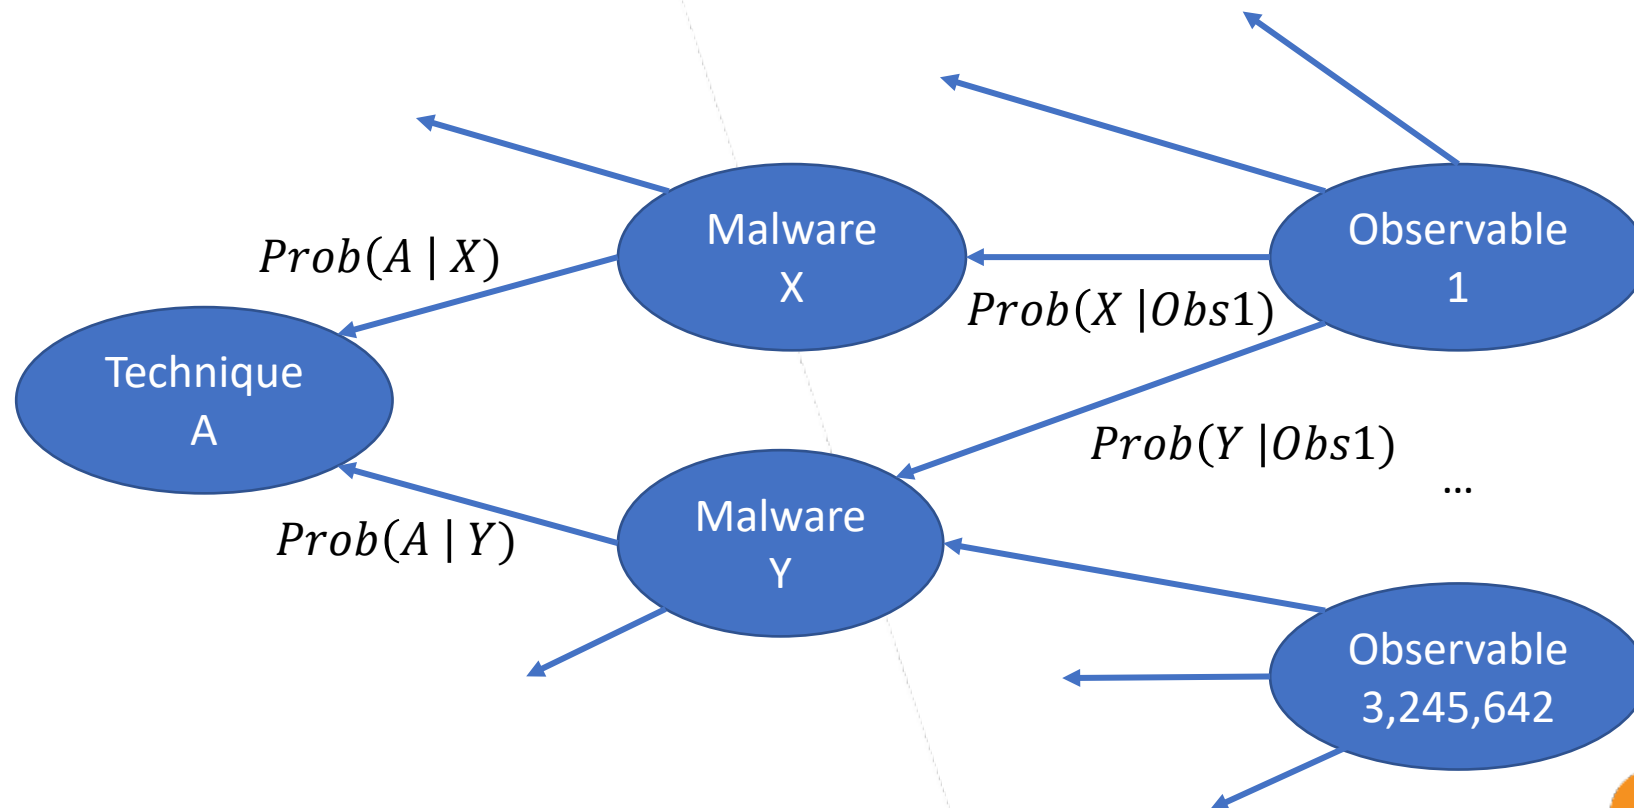 Malware
X
Observable
1
Prob(A | X)
Prob(X |Obs1)
Technique
A
Prob(Y |Obs1)
...
Malware
Y
Prob(A | Y)
Observable
3,245,642